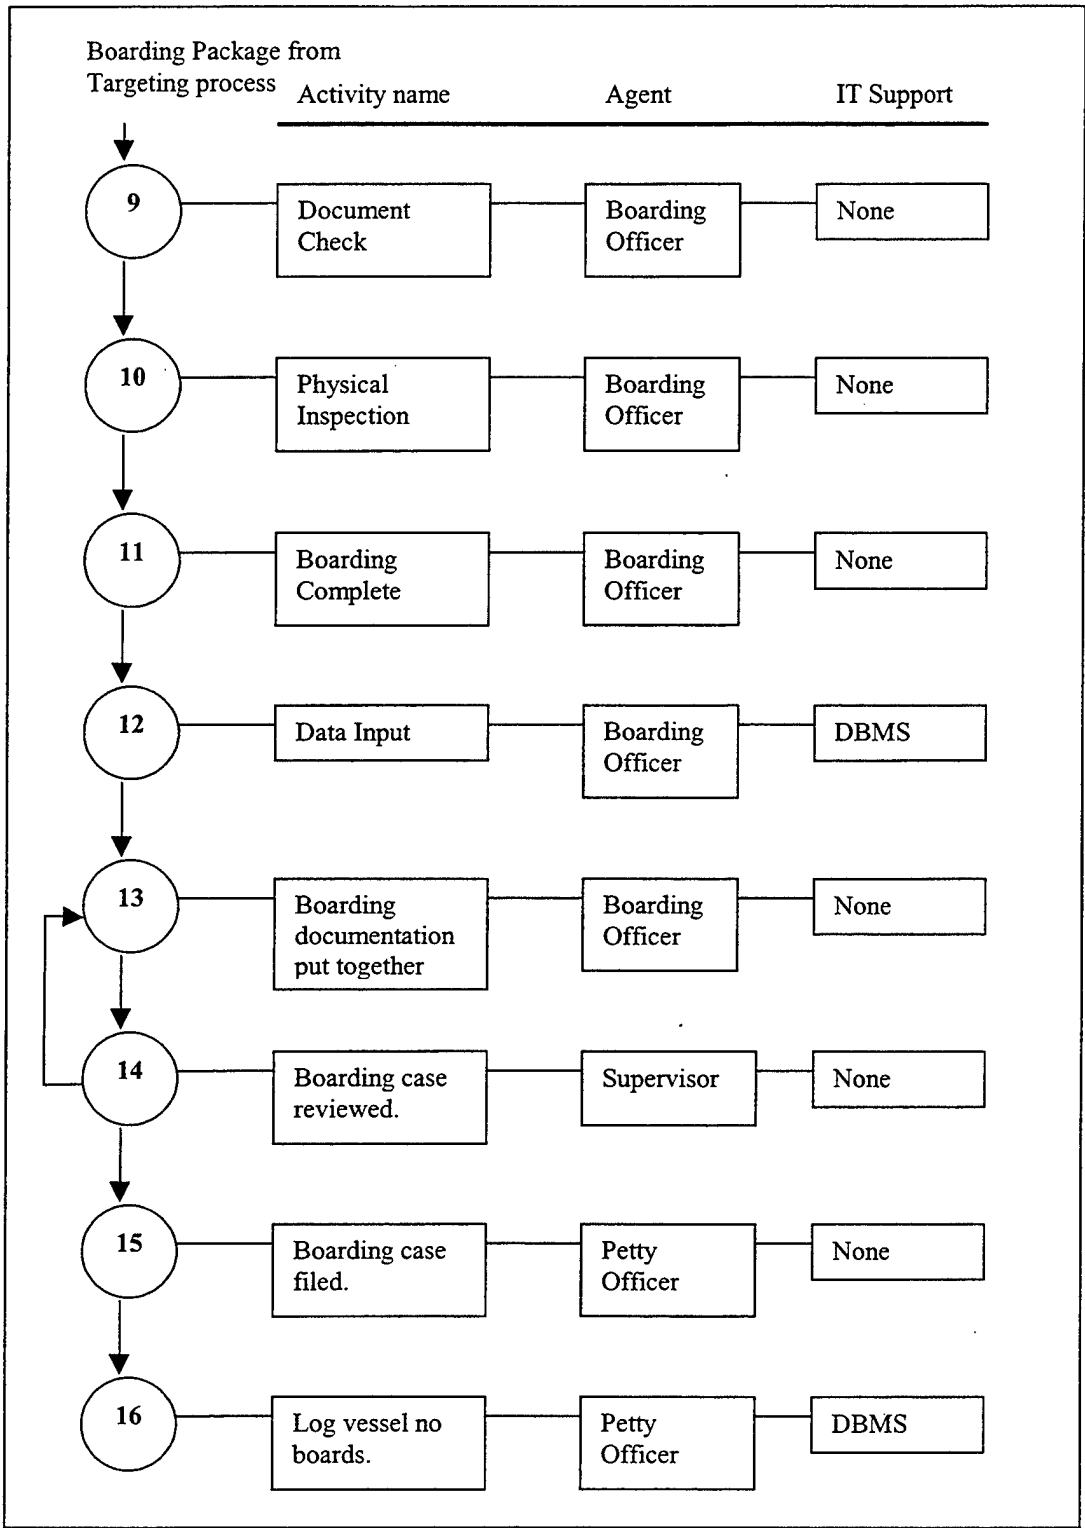 Boarding Package from
Targeting process
Activity name
Agent
IT Support
9
Document
Check
Boarding
Officer
None
10
Physical
Inspection
Boarding
Officer
None
11
Boarding
Complete
Boarding
Officer
None
12
Data Input
Boarding
Officer
DBMS
13
Boarding
documentation
put together
Boarding
Officer
None
14
Boarding case
reviewed.
Supervisor
None
15
Boarding case
filed.
Petty
Officer
None
16
Log vessel no
boards.
Petty
Officer
DBMS